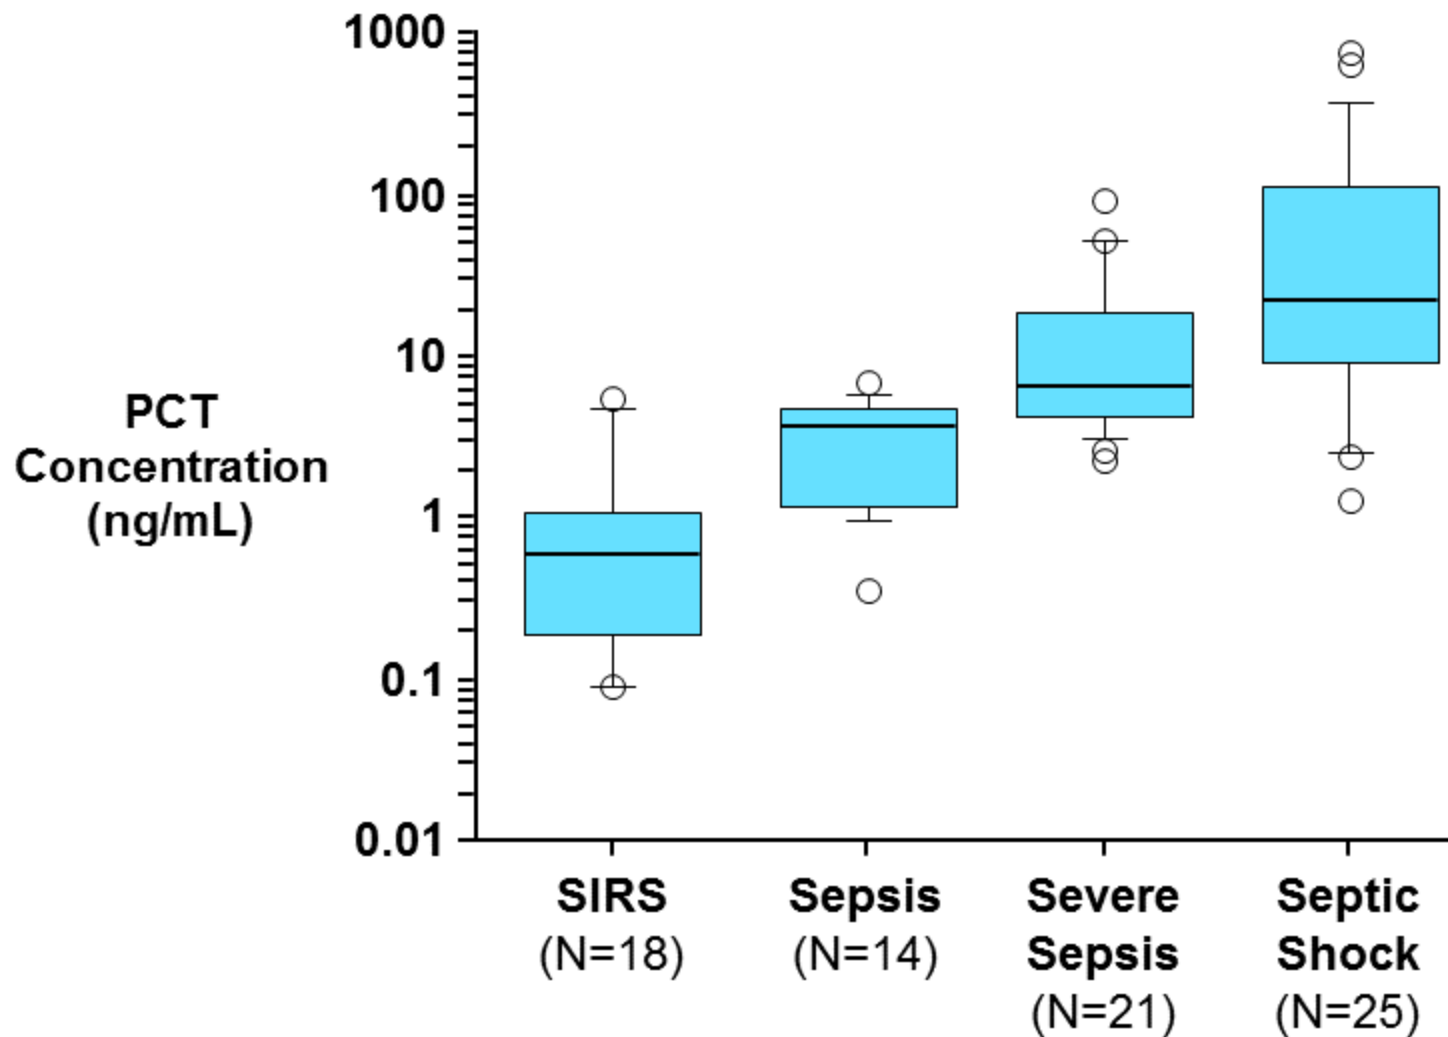 1000
100
10
1
0.1
0.01
PCT
Concentration
(ng/mL)
SIRS
(N=18)
Sepsis
(N=14)
Severe
Sepsis
(N=21)
Septic
Shock
(N=25)